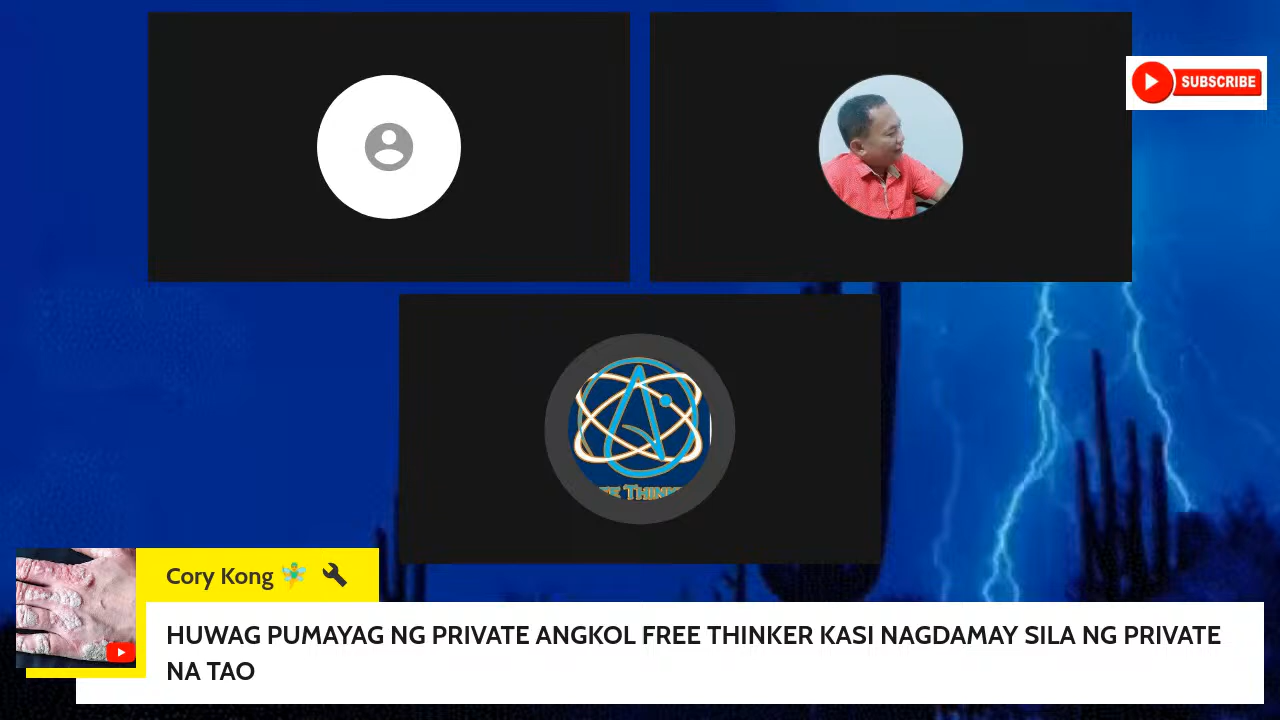 SUBSCRIBE
Cory Kong
HUWAG PUMAYAG NG PRIVATE ANGKOL FREE THINKER KASI NAGDAMAY SILA NG PRIVATE
NA TAO